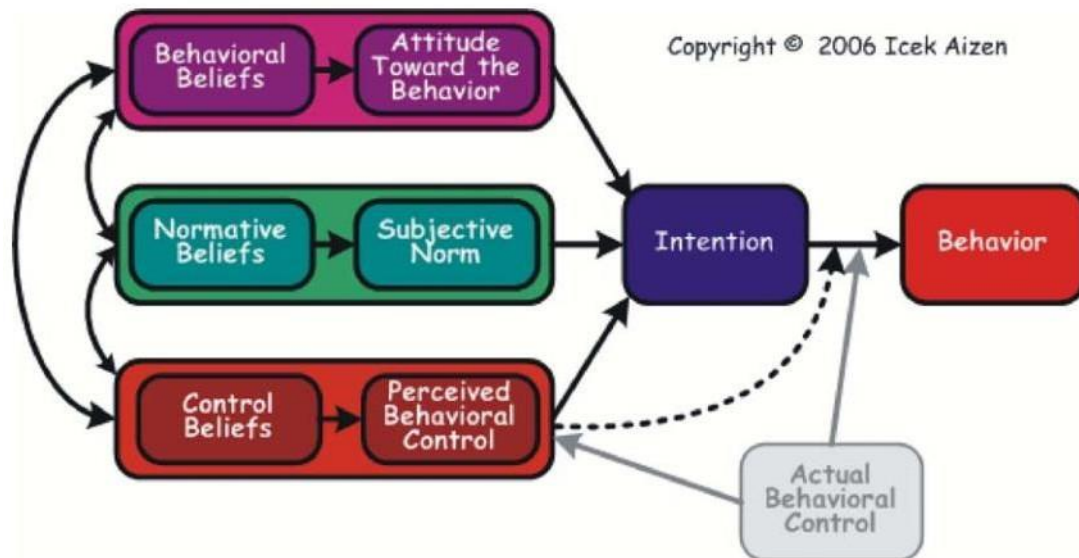 Behavioral
Beliefs
Attitude
Toward the
Behavior
Copyright © 2006 Icek Aizen
Normative
Beliefs
Subjective
Norm
Intention
Behavior
Control
Beliefs
Perceived
Behavioral
Control
Actual
Behavioral
Control